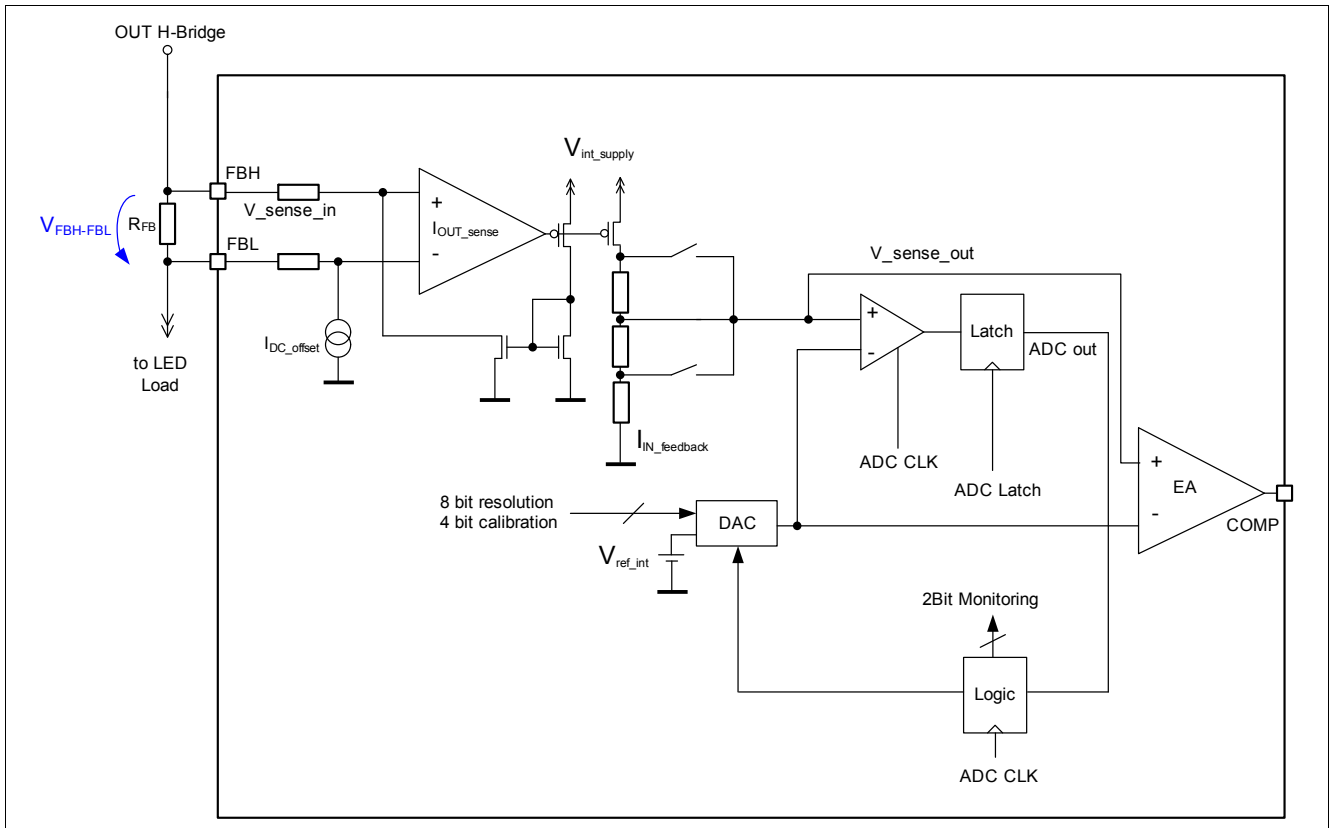 OUT H-Bridge
FBH
V_sense_in
V_FBH-FBL
R_FB
FBL
I_DC_offset
to LED
Load
+
I_OUT_sense
-
V_int_supply
I_IN_feedback
V_sense_out
+
-
Latch
ADC out
ADC CLK
ADC Latch
+
EA
-
COMP
8 bit resolution
4 bit calibration
DAC
V_ref_int
2Bit Monitoring
Logic
ADC CLK